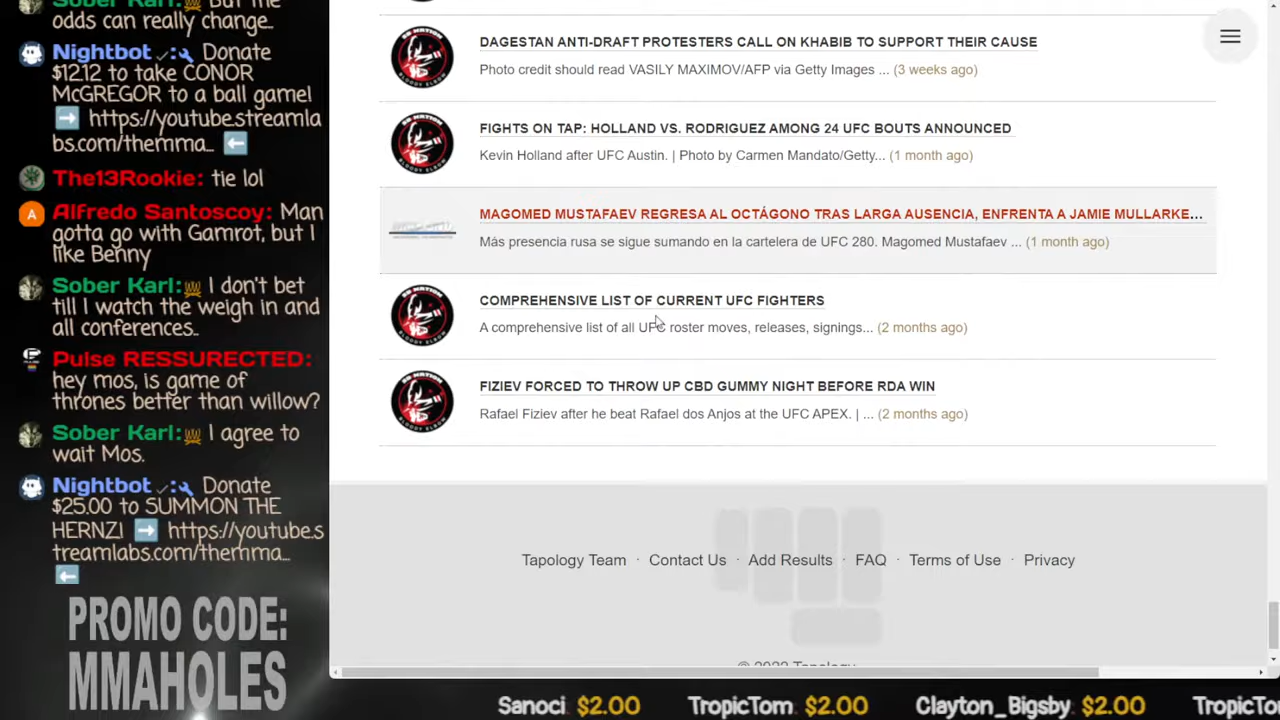 Sober Karl: But the
odds can really change..
Nightbot: Donate
$12.12 to take CONOR
McGREGOR to a ball game!
➡️ https://youtube.streamla
bs.com/themma... ⬅️
The13Rookie: tie lol
Alfredo Santoscoy: Man
gotta go with Gamrot, but I
like Benny
Sober Karl: I don't bet
till I watch the weigh in and
all conferences..
Pulse RESSURECTED:
hey mos, is game of
thrones better than willow?
Sober Karl: I agree to
wait Mos.
Nightbot: Donate
$25.00 to SUMMON THE
HERNZ! ➡️ https://youtube.s
treamlabs.com/themma...
⬅️
PROMO CODE:
MMAHOLES
DAGESTAN ANTI-DRAFT PROTESTERS CALL ON KHABIB TO SUPPORT THEIR CAUSE
Photo credit should read VASILY MAXIMOV/AFP via Getty Images ... (3 weeks ago)
FIGHTS ON TAP: HOLLAND VS. RODRIGUEZ AMONG 24 UFC BOUTS ANNOUNCED
Kevin Holland after UFC Austin. | Photo by Carmen Mandato/Getty... (1 month ago)
MAGOMED MUSTAFAEV REGRESA AL OCTÁGONO TRAS LARGA AUSENCIA, ENFRENTA A JAMIE MULLARKE...
Más presencia rusa se sigue sumando en la cartelera de UFC 280. Magomed Mustafaev ... (1 month ago)
COMPREHENSIVE LIST OF CURRENT UFC FIGHTERS
A comprehensive list of all UFC roster moves, releases, signings... (2 months ago)
FIZIEV FORCED TO THROW UP CBD GUMMY NIGHT BEFORE RDA WIN
Rafael Fiziev after he beat Rafael dos Anjos at the UFC APEX. | ... (2 months ago)
Tapology Team · Contact Us · Add Results · FAQ · Terms of Use · Privacy
© 2022 Tapology
Sanoci $2.00 TropicTom $2.00 Clayton_Bigsby $2.00 TropicTo